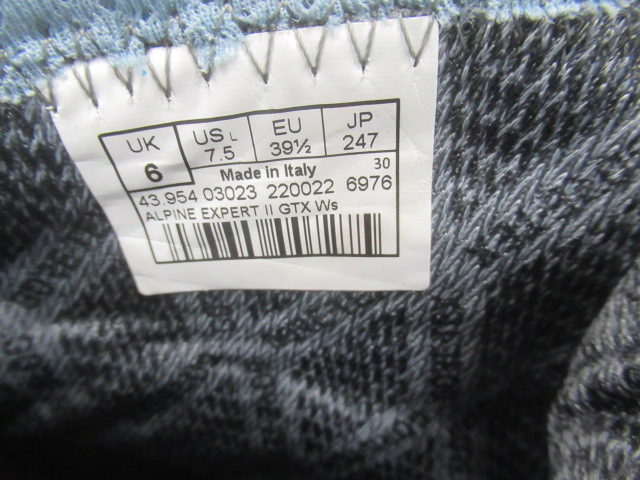 UK US L EU JP
6 7.5 39½ 247
Made in Italy 30
43.954 03023 220022 6976
ALPINE EXPERT II GTX Ws